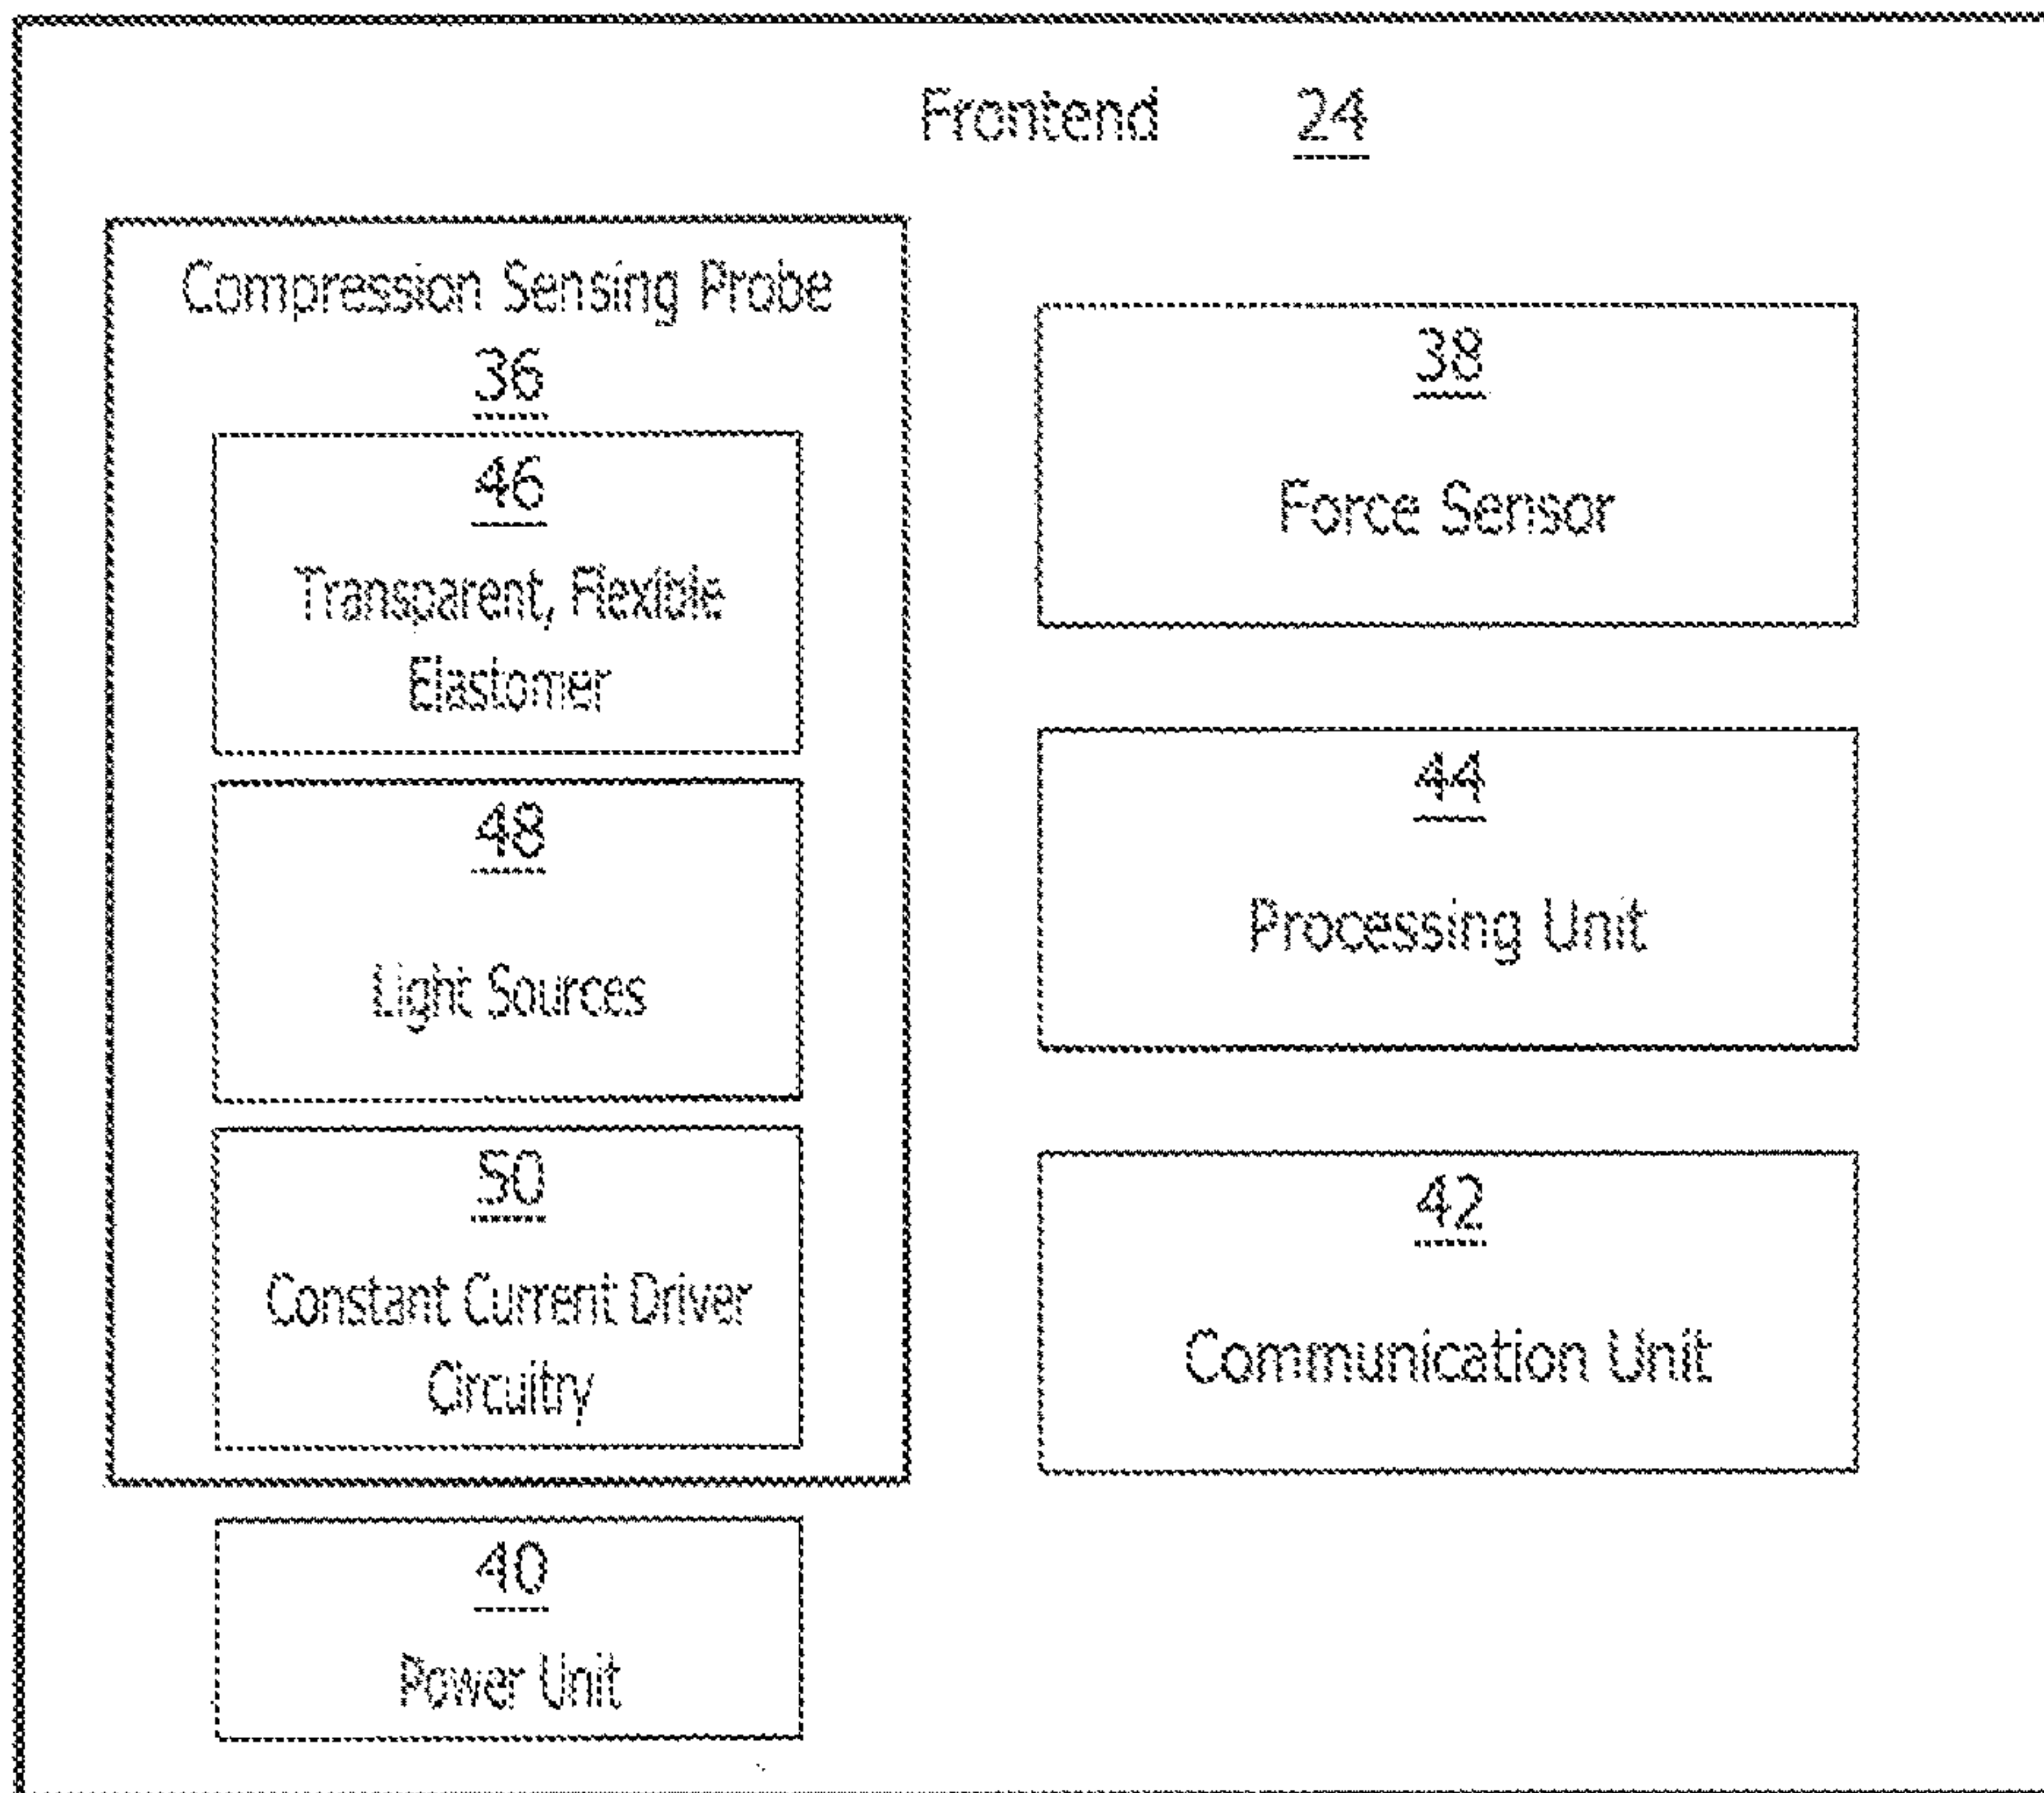 Frontend 24
Compression Sensing Probe
36
46
Transparent, Flexible
Elastomer
48
Light Sources
50
Constant Current Driver
Circuitry
40
Power Unit
38
Force Sensor
44
Processing Unit
42
Communication Unit